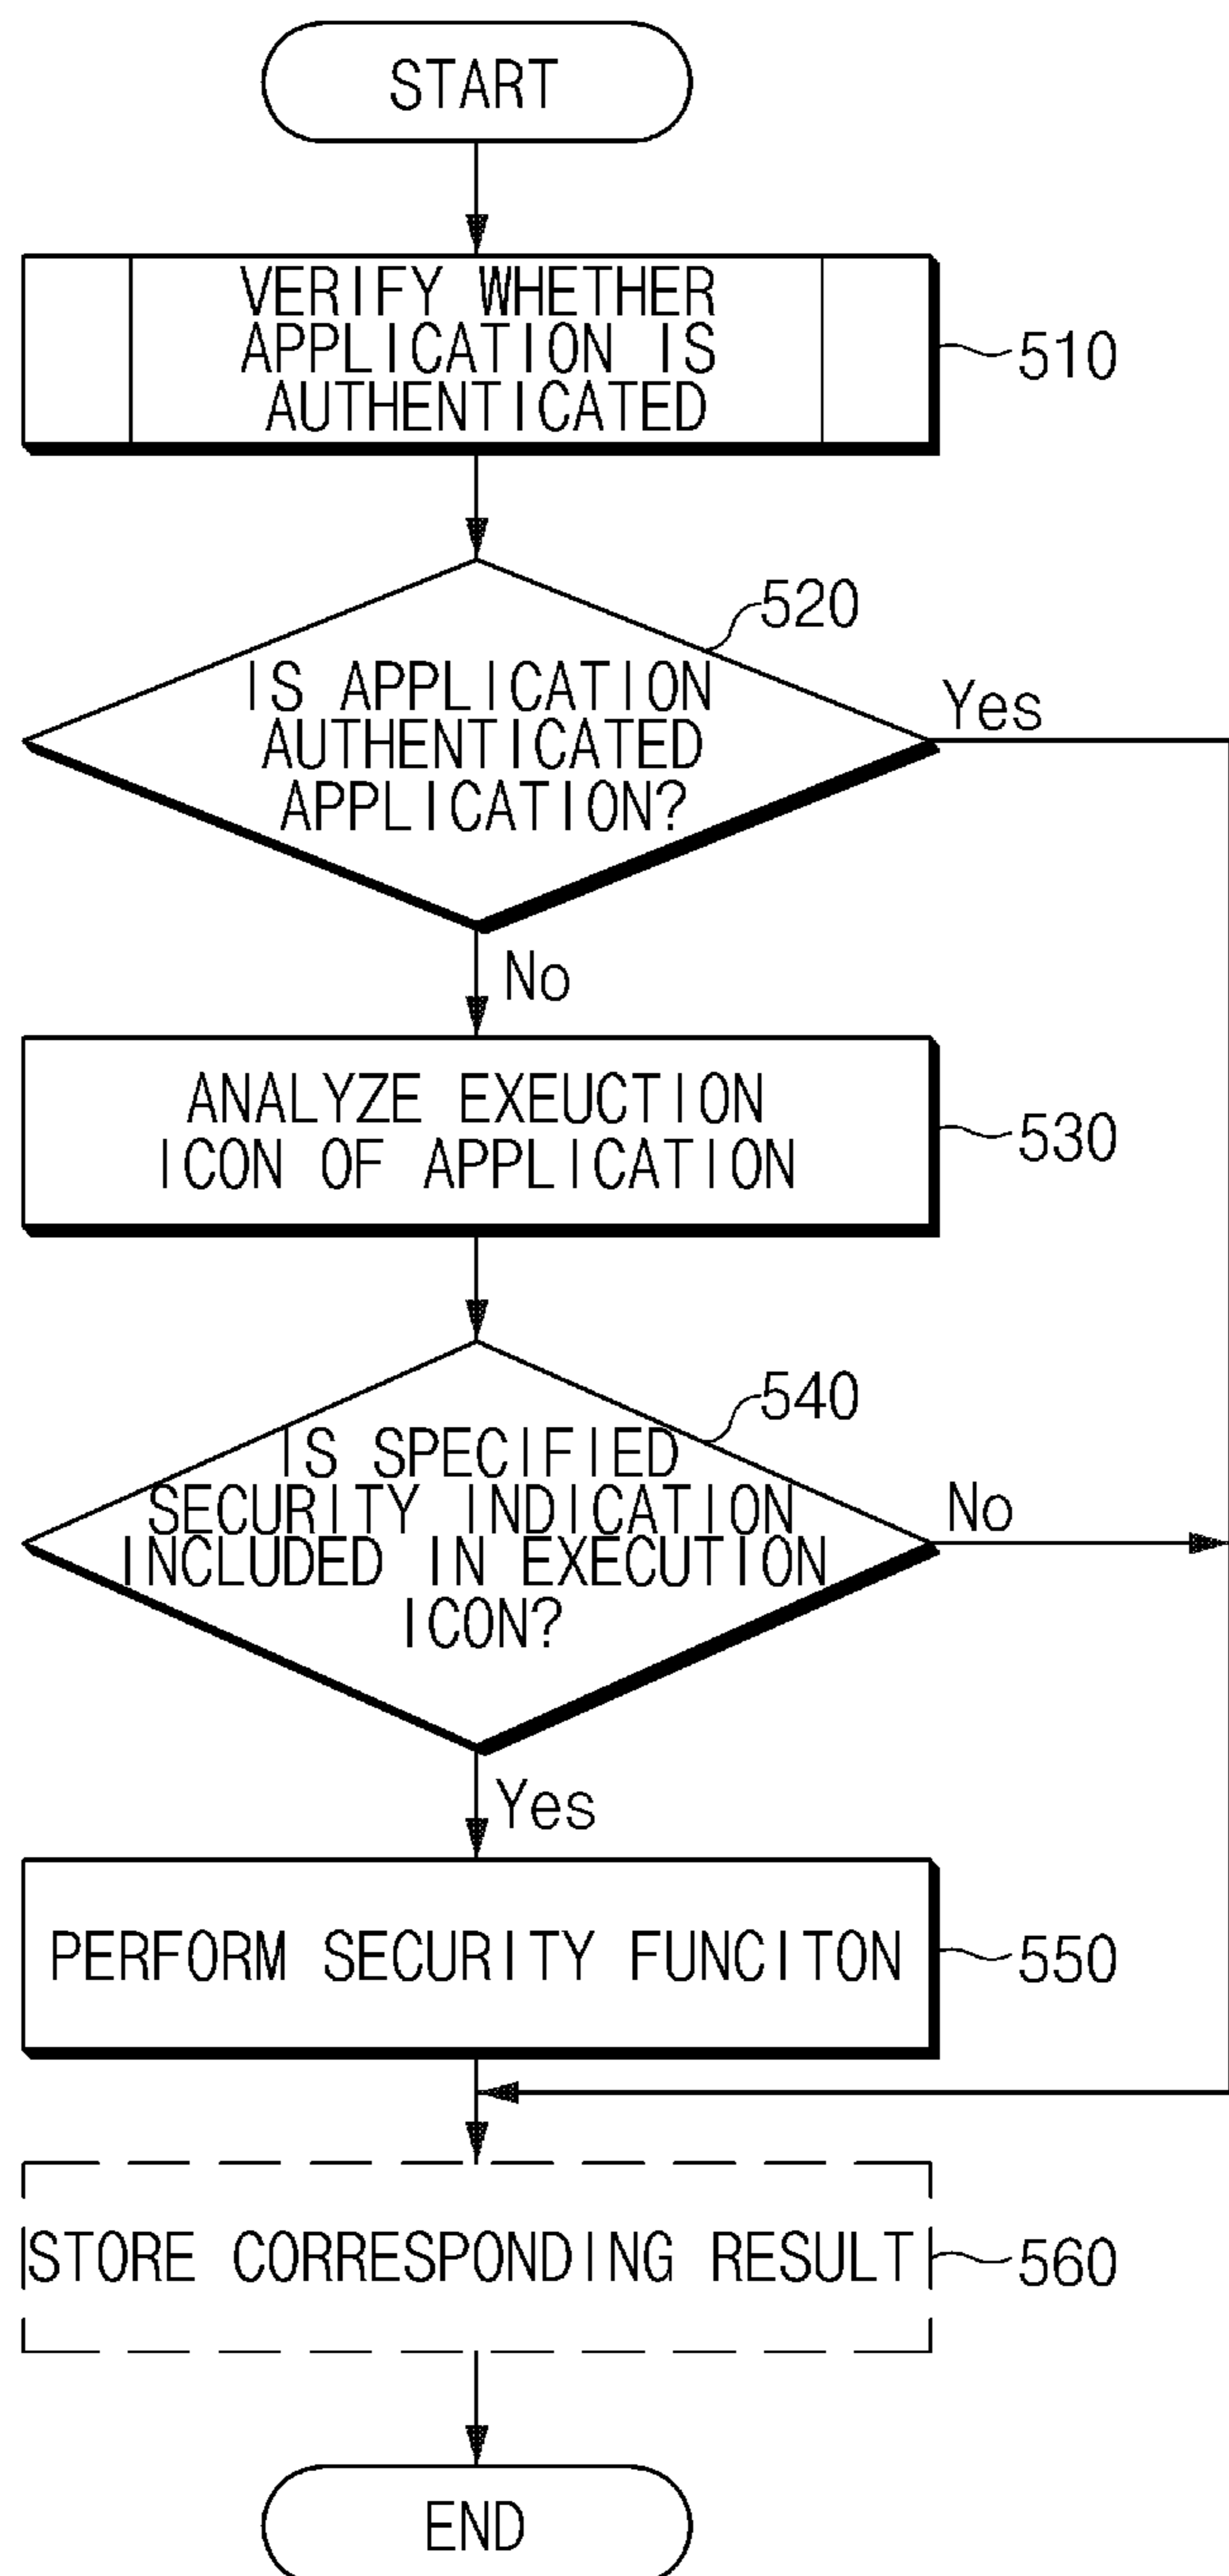 START
VERIFY WHETHER
APPLICATION IS
AUTHENTICATED
510
520
IS APPLICATION
AUTHENTICATED
APPLICATION?
Yes
No
ANALYZE EXEUCTION
ICON OF APPLICATION
530
540
IS SPECIFIED
SECURITY INDICATION
INCLUDED IN EXECUTION
ICON?
No
Yes
PERFORM SECURITY FUNCITON
550
STORE CORRESPONDING RESULT
560
END